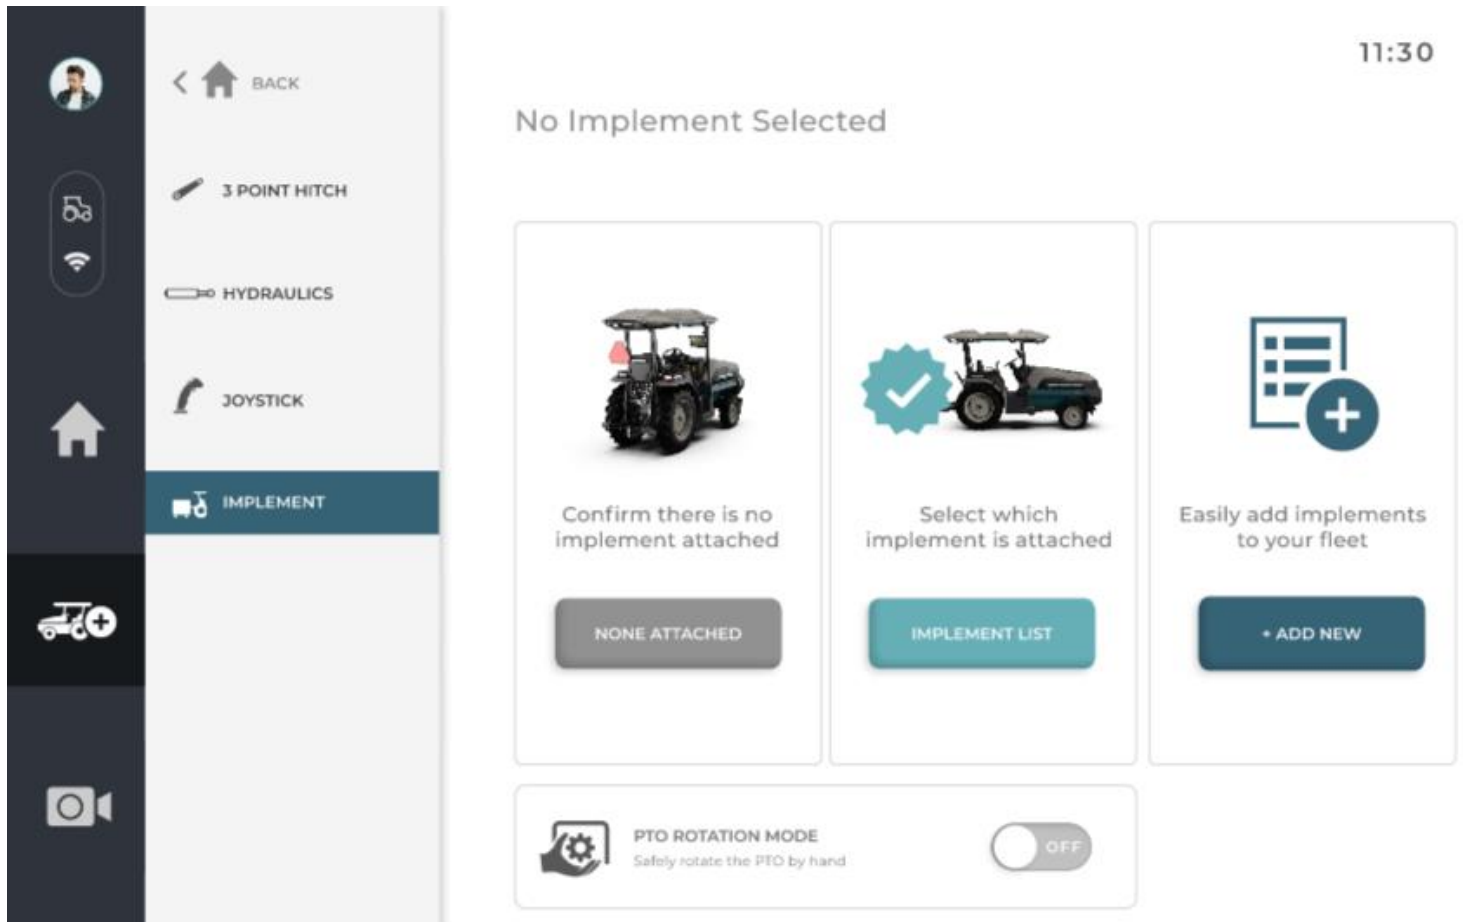 11:30
BACK
3 POINT HITCH
HYDRAULICS
JOYSTICK
IMPLEMENT
No Implement Selected
Confirm there is no
implement attached
NONE ATTACHED
Select which
implement is attached
IMPLEMENT LIST
Easily add implements
to your fleet
+ ADD NEW
PTO ROTATION MODE
Safely rotate the PTO by hand
OFF